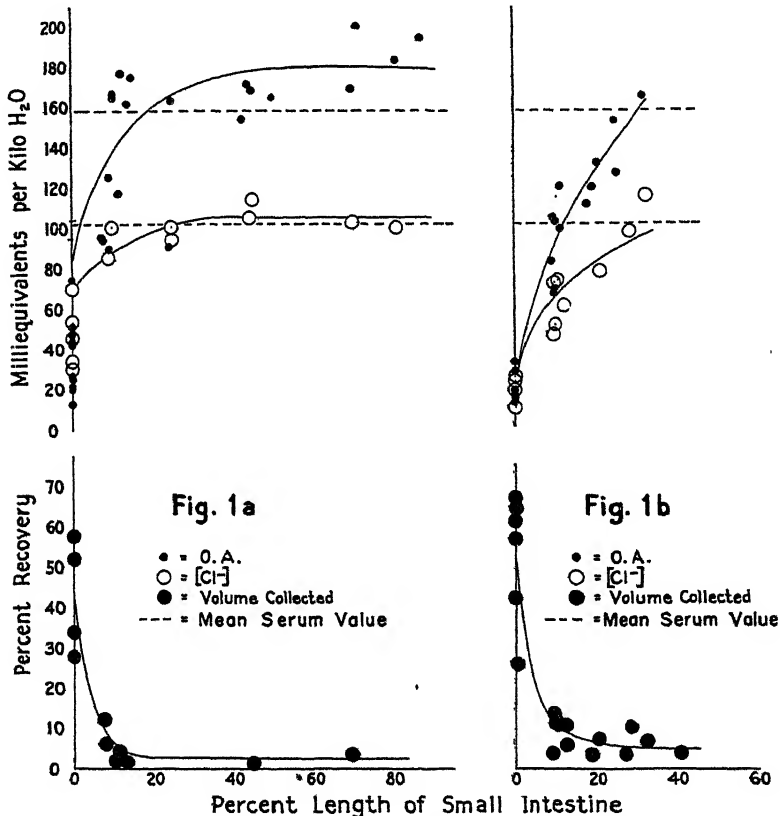 Milliequivalents per Kilo H₂O
200
180
160
140
120
100
80
60
40
20
0
Percent Recovery
70
60
50
40
30
20
10
0
Fig. 1a
• = O.A.
○ = [Cl⁻]
● = Volume Collected
---- = Mean Serum Value
Fig. 1b
• = O.A.
○ = [Cl⁻]
● = Volume Collected
---- = Mean Serum Value
0 20 40 60 80
0 20 40 60
Percent Length of Small Intestine